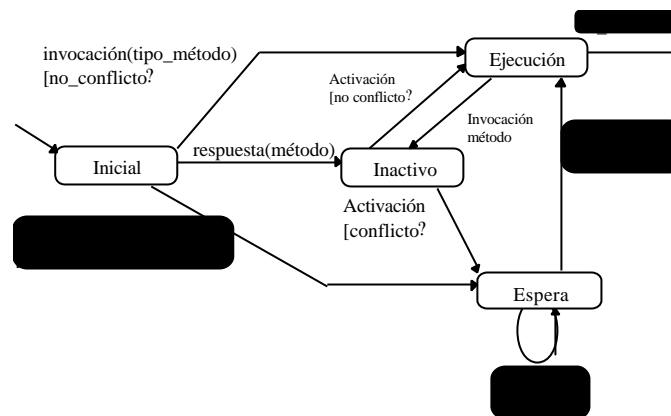 invocación(tipo_método)
[no_conflicto?
Ejecución
Activación
[no conflicto?
Invocación
método
Inicial
respuesta(método)
Inactivo
Activación
[conflicto?
Espera